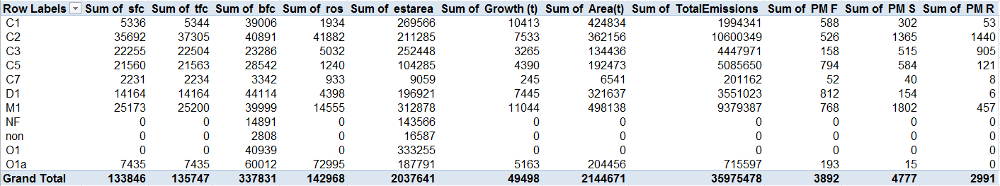 Row Labels Sum of sfc Sum of tfc Sum of bfc Sum of ros Sum of estarea Sum of Growth (t) Sum of Area(t) Sum of TotalEmissions Sum of PM F Sum of PM S Sum of PM R
C1 5336 5344 39006 1934 269566 10413 424834 1994341 588 302 53
C2 35692 37305 40891 41882 211285 7533 362156 10600349 526 1365 1440
C3 22255 22504 23286 5032 252448 3265 134436 4447971 158 515 905
C5 21560 21563 28542 1240 104285 4390 192473 5085650 794 584 121
C7 2231 2234 3342 933 9059 245 6541 201162 52 40 8
D1 14164 14164 44114 4398 196921 7445 321637 3551023 812 154 6
M1 25173 25200 39999 14555 312878 11044 498138 9379387 768 1802 457
NF 0 0 14891 0 143566 0 0 0 0 0 0
non 0 0 2808 0 16587 0 0 0 0 0 0
O1 0 0 40939 0 333255 0 0 0 0 0 0
O1a 7435 7435 60012 72995 187791 5163 204456 715597 193 15 0
Grand Total 133846 135747 337831 142968 2037641 49498 2144671 35975478 3892 4777 2991